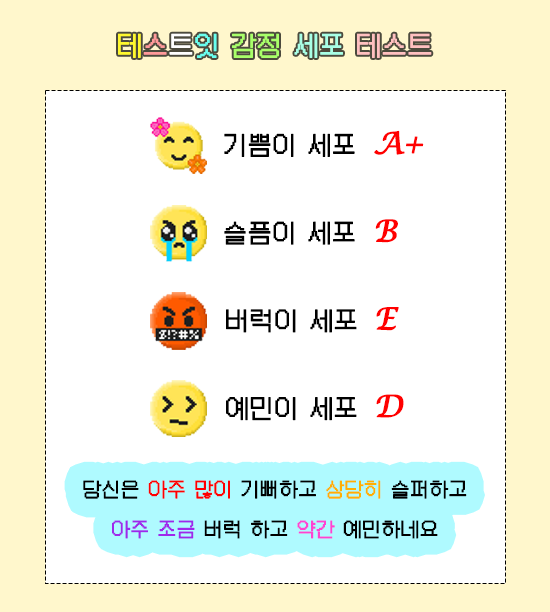 테스트잇 감정 세포 테스트
기쁨이 세포 A+
슬픔이 세포 B
버럭이 세포 E
$!?#%
예민이 세포 D
당신은 아주 많이 기뻐하고 상당히 슬퍼하고
아주 조금 버럭 하고 약간 예민하네요